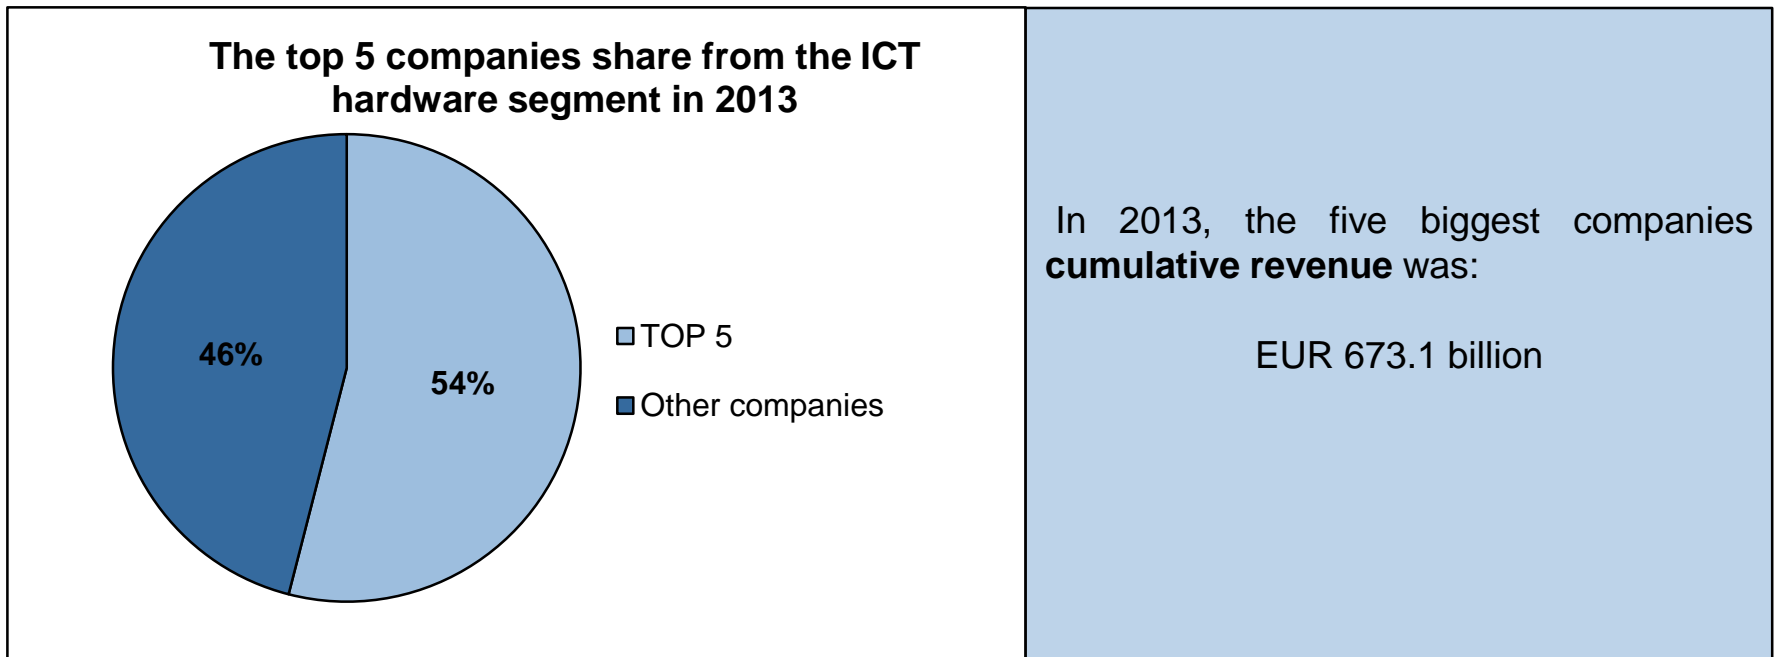 The top 5 companies share from the ICT
hardware segment in 2013
46%
54%
TOP 5
Other companies
In 2013, the five biggest companies
cumulative revenue was:
EUR 673.1 billion